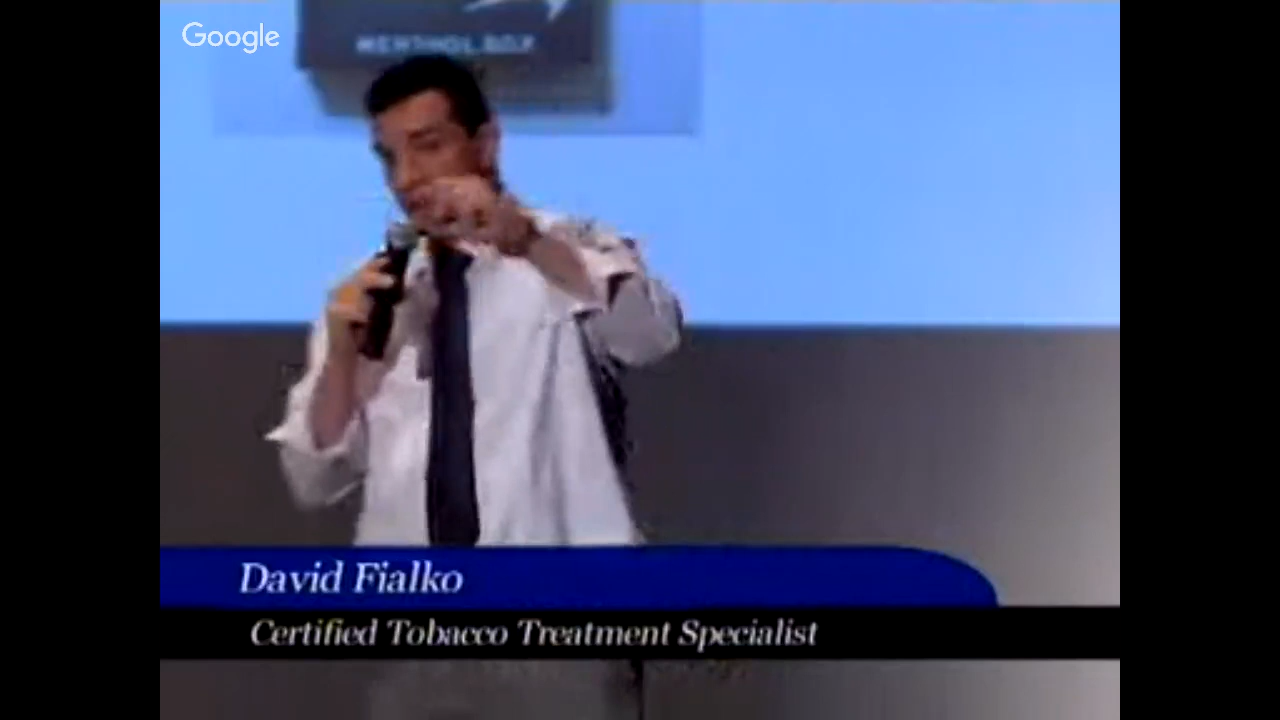 Google
MENTHOL BOX
David Fialko
Certified Tobacco Treatment Specialist